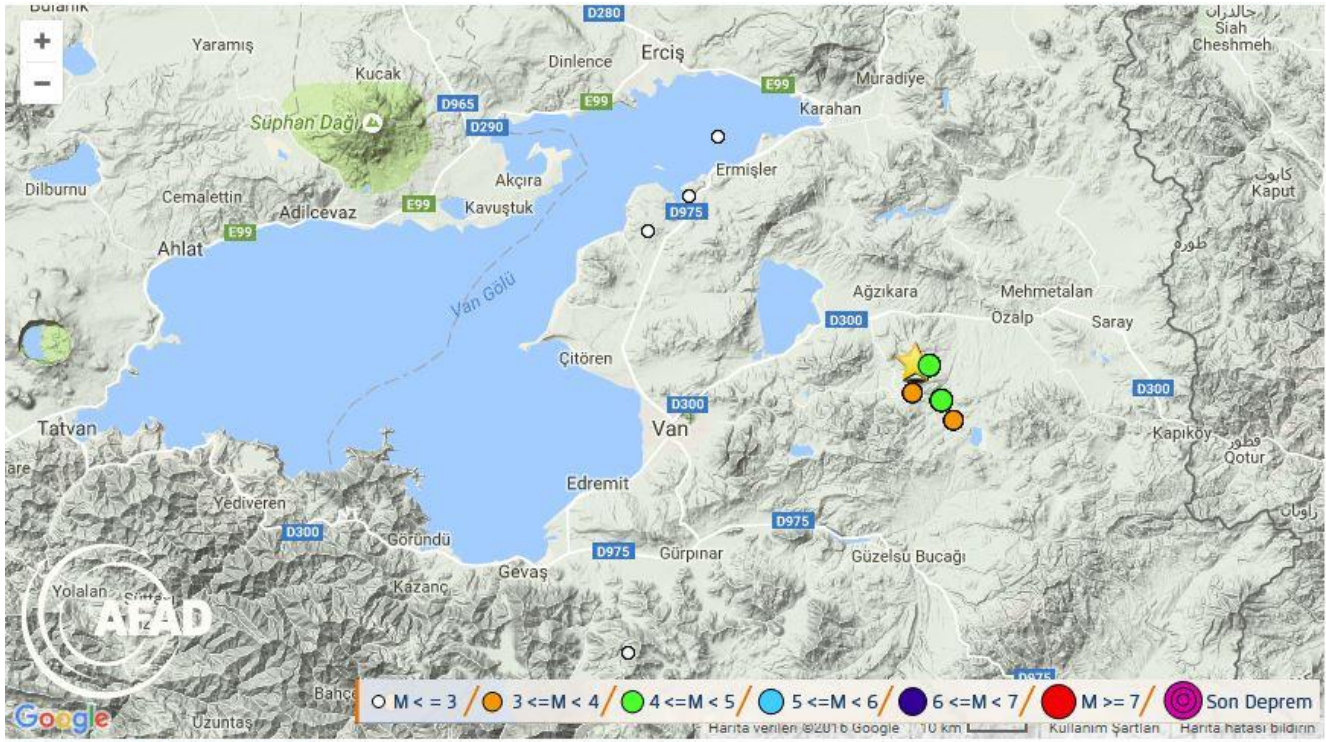 Bulanık
D280
جالدران
Siah
Cheshmeh
+
Yaramış
Erciş
Dinlence
Kucak
Muradiye
−
E99
D965
E99
Karahan
Süphan Dağı
D290
Ermişler
Dilburnu
Cemalettin
Akçıra
Kaput
E99
Kavuştuk
D975
Adilcevaz
E99
Ahlat
Van Gölü
Ağzıkara
Mehmetalan
D300
Özalp
Saray
Çitören
D300
D300
Tatvan
Van
Kapıköy
قطور
Qotur
Edremit
Yediveren
D300
Göründü
D975
D975
Gürpınar
Güzelsu Bucağı
Gevaş
Kazanç
Yolalan
AFAD
D975
M < = 3 / 3 <=M < 4 / 4 <=M < 5 / 5 <=M < 6 / 6 <=M < 7 / M >= 7 / Son Deprem
Google
Uzuntaş
Harita verileri ©2016 Google 10 km Kullanım Şartları Harita hatası bildirin